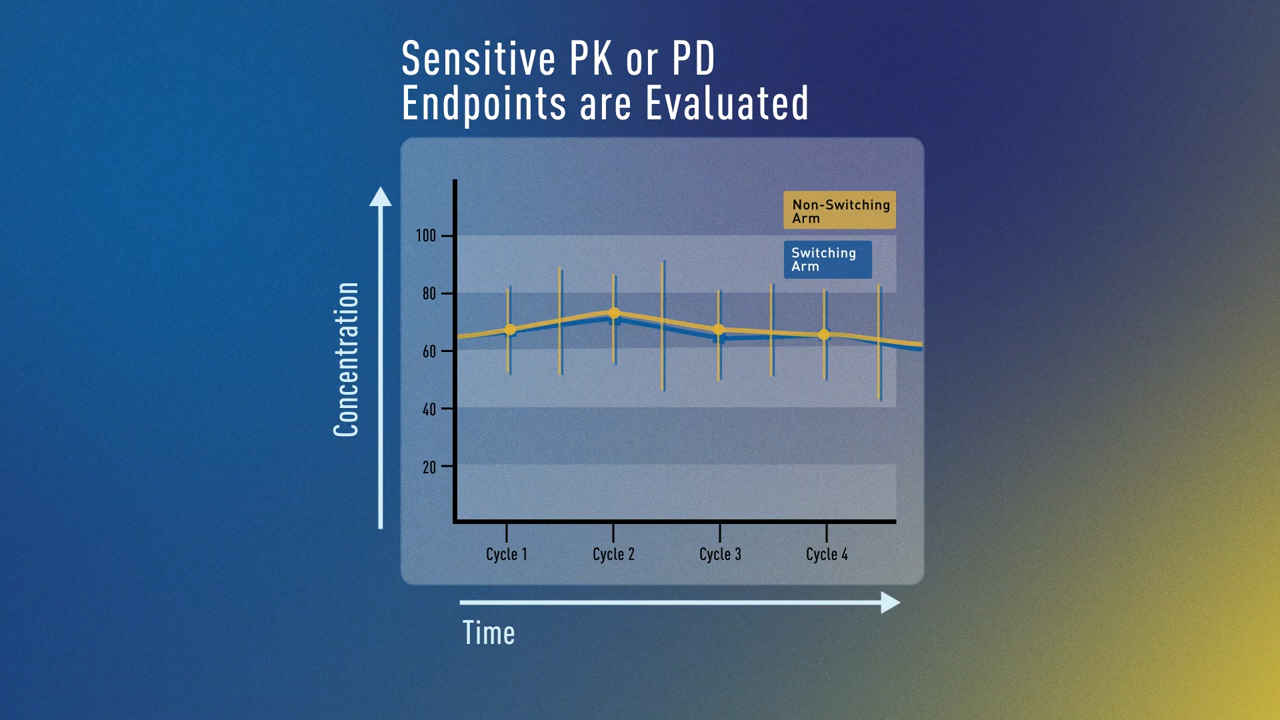 Sensitive PK or PD
Endpoints are Evaluated
Non-Switching
Arm
Switching
Arm
100
80
60
40
20
Concentration
Cycle 1 Cycle 2 Cycle 3 Cycle 4
Time